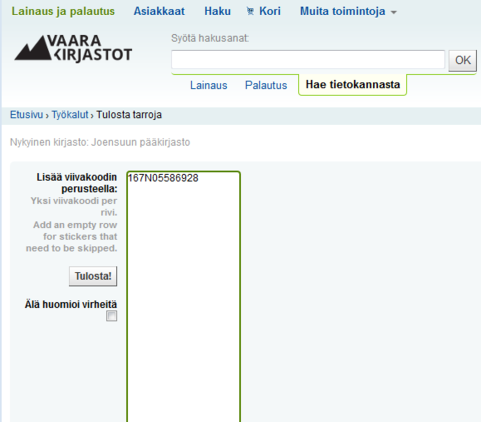 Lainaus ja palautus Asiakkaat Haku Kori Muita toimintoja
VAARA
KIRJASTOT
Syötä hakusanat:
OK
Lainaus Palautus Hae tietokannasta
Etusivu › Työkalut › Tulosta tarroja
Nykyinen kirjasto: Joensuun pääkirjasto
Lisää viivakoodin
perusteella:
Yksi viivakoodi per
rivi.
Add an empty row
for stickers that
need to be skipped.
167N05586928
Tulosta!
Älä huomioi virheitä